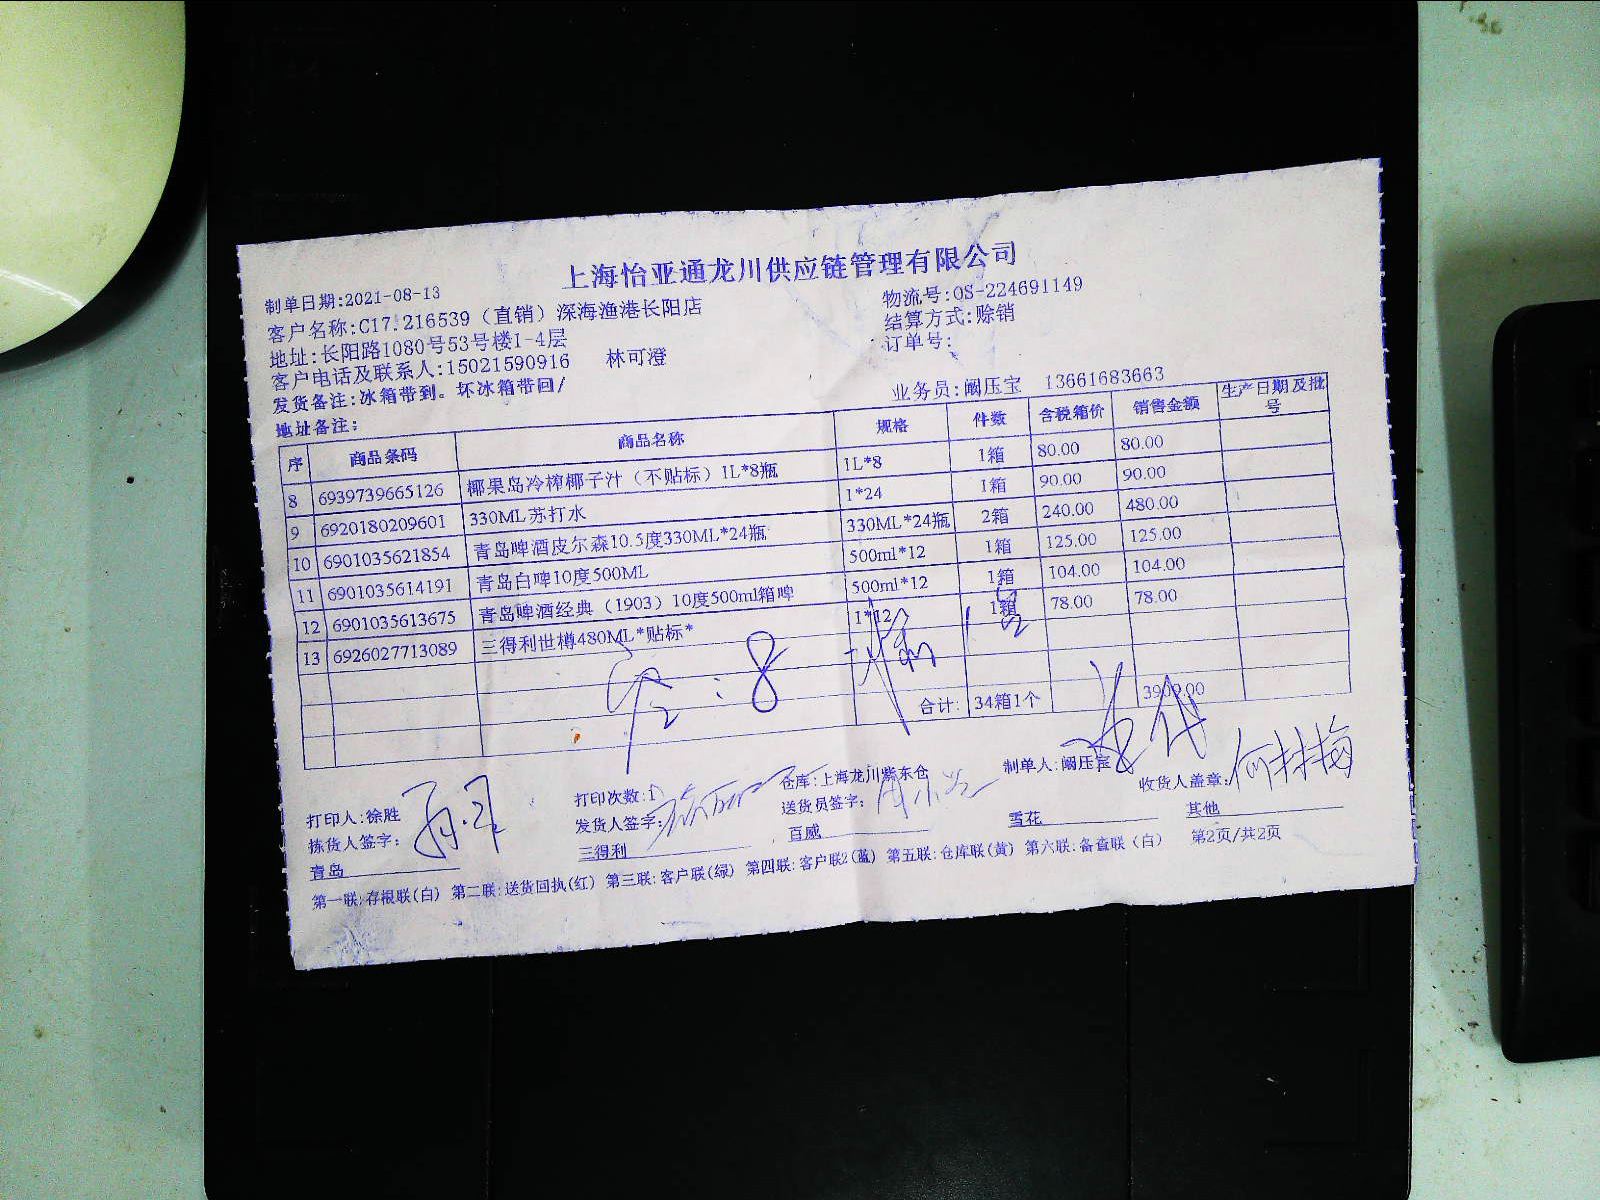 上海怡亚通龙川供应链管理有限公司
制单日期:2021-08-13
物流号:OS-224691149
客户名称:C17.216539（直销）深海渔港长阳店
结算方式:赊销
地址:长阳路1080号53号楼1-4层
订单号:
客户电话及联系人:15021590916 林可澄
发货备注:冰箱带到。坏冰箱带回/
业务员:阚压宝 13661683663
地址备注:
序 商品条码 商品名称 规格 件数 含税箱价 销售金额 生产日期及批号
8 6939739665126 椰果岛冷榨椰子汁（不贴标）1L*8瓶 1L*8 1箱 80.00 80.00
9 6920180209601 330ML苏打水 1*24 1箱 90.00 90.00
10 6901035621854 青岛啤酒皮尔森10.5度330ML*24瓶 330ML*24瓶 2箱 240.00 480.00
11 6901035614191 青岛白啤10度500ML 500ml*12 1箱 125.00 125.00
12 6901035613675 青岛啤酒经典（1903）10度500ml箱啤 500ml*12 1箱 104.00 104.00
13 6926027713089 三得利世樽480ML*贴标* 1*12 1箱 78.00 78.00
合计: 34箱1个 3909.00
打印人:徐胜 打印次数:1 仓库:上海龙川紫东仓 制单人:阚压宝 收货人盖章: 何林梅
拣货人签字: 发货人签字: 送货员签字:
青岛 三得利 百威 雪花 其他
第一联:存根联(白) 第二联:送货回执(红) 第三联:客户联(绿) 第四联:客户联2(蓝) 第五联:仓库联(黄) 第六联:备查联(白) 第2页/共2页